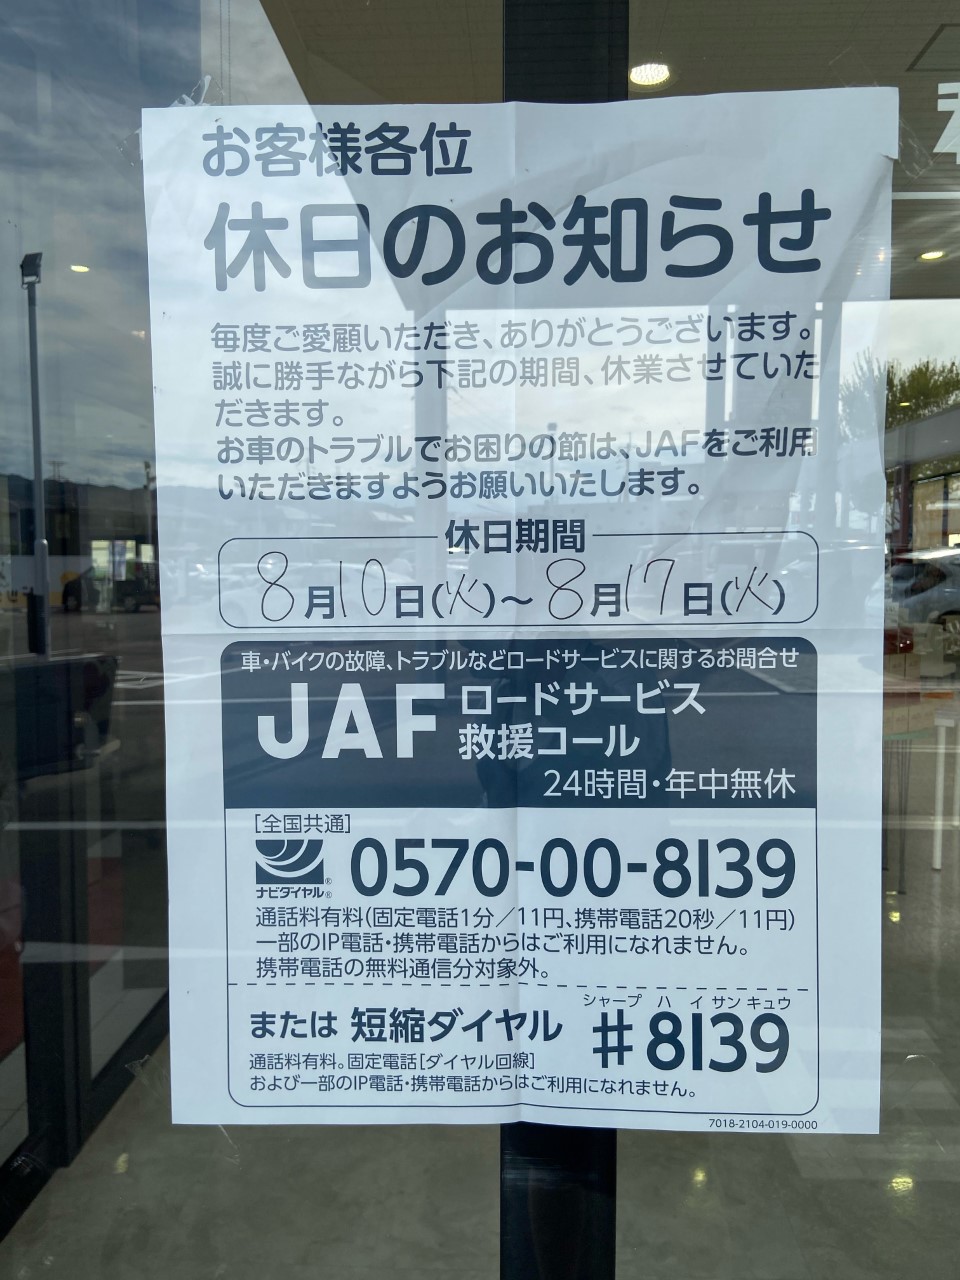 お客様各位
休日のお知らせ
毎度ご愛顧いただき、ありがとうございます。
誠に勝手ながら下記の期間、休業させていた
だきます。
お車のトラブルでお困りの節は、JAFをご利用
いただきますようお願いいたします。
休日期間
8月10日(火)～8月17日(火)
車・バイクの故障、トラブルなどロードサービスに関するお問合せ
JAF ロードサービス
救援コール
24時間・年中無休
[全国共通]
ナビダイヤル® 0570-00-8139
通話料有料(固定電話1分／11円、携帯電話20秒／11円)
一部のIP電話・携帯電話からはご利用になれません。
携帯電話の無料通信分対象外。
シャープ ハイサンキュウ
または 短縮ダイヤル #8139
通話料有料。固定電話[ダイヤル回線]
および一部のIP電話・携帯電話からはご利用になれません。
7018-2104-019-0000